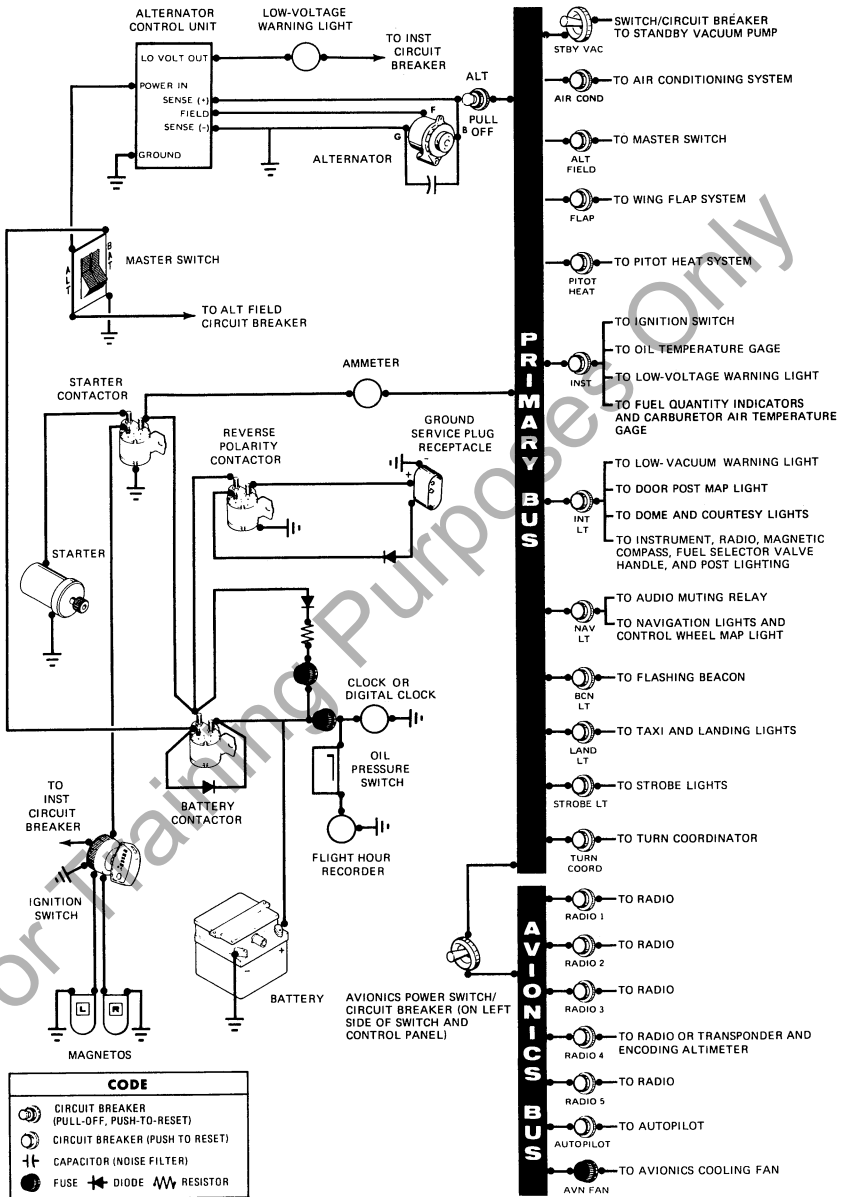 ALTERNATOR
CONTROL UNIT
LOW-VOLTAGE
WARNING LIGHT
TO INST
CIRCUIT
BREAKER
LO VOLT OUT
POWER IN
SENSE (+)
FIELD
SENSE (-)
GROUND
ALT
PULL
OFF
F
G
B
ALTERNATOR
ALT
BAT
MASTER SWITCH
TO ALT FIELD
CIRCUIT BREAKER
AMMETER
STARTER
CONTACTOR
REVERSE
POLARITY
CONTACTOR
GROUND
SERVICE PLUG
RECEPTACLE
+
-
STARTER
CLOCK OR
DIGITAL CLOCK
OIL
PRESSURE
SWITCH
BATTERY
CONTACTOR
FLIGHT HOUR
RECORDER
TO
INST
CIRCUIT
BREAKER
IGNITION
SWITCH
L
R
MAGNETOS
-
+
BATTERY
AVIONICS POWER SWITCH/
CIRCUIT BREAKER (ON LEFT
SIDE OF SWITCH AND
CONTROL PANEL)
PRIMARY BUS
STBY VAC
SWITCH/CIRCUIT BREAKER
TO STANDBY VACUUM PUMP
AIR COND
TO AIR CONDITIONING SYSTEM
ALT
FIELD
TO MASTER SWITCH
FLAP
TO WING FLAP SYSTEM
PITOT
HEAT
TO PITOT HEAT SYSTEM
INST
TO IGNITION SWITCH
TO OIL TEMPERATURE GAGE
TO LOW-VOLTAGE WARNING LIGHT
TO FUEL QUANTITY INDICATORS
AND CARBURETOR AIR TEMPERATURE
GAGE
INT
LT
TO LOW-VACUUM WARNING LIGHT
TO DOOR POST MAP LIGHT
TO DOME AND COURTESY LIGHTS
TO INSTRUMENT, RADIO, MAGNETIC
COMPASS, FUEL SELECTOR VALVE
HANDLE, AND POST LIGHTING
NAV
LT
TO AUDIO MUTING RELAY
TO NAVIGATION LIGHTS AND
CONTROL WHEEL MAP LIGHT
BCN
LT
TO FLASHING BEACON
LAND
LT
TO TAXI AND LANDING LIGHTS
STROBE LT
TO STROBE LIGHTS
TURN
COORD
TO TURN COORDINATOR
AVIONICS BUS
RADIO 1
TO RADIO
RADIO 2
TO RADIO
RADIO 3
TO RADIO
RADIO 4
TO RADIO OR TRANSPONDER AND
ENCODING ALTIMETER
RADIO 5
TO RADIO
AUTOPILOT
TO AUTOPILOT
AVN FAN
TO AVIONICS COOLING FAN
CODE
CIRCUIT BREAKER
(PULL-OFF, PUSH-TO-RESET)
CIRCUIT BREAKER (PUSH TO RESET)
CAPACITOR (NOISE FILTER)
FUSE DIODE RESISTOR
or Training Purposes Only